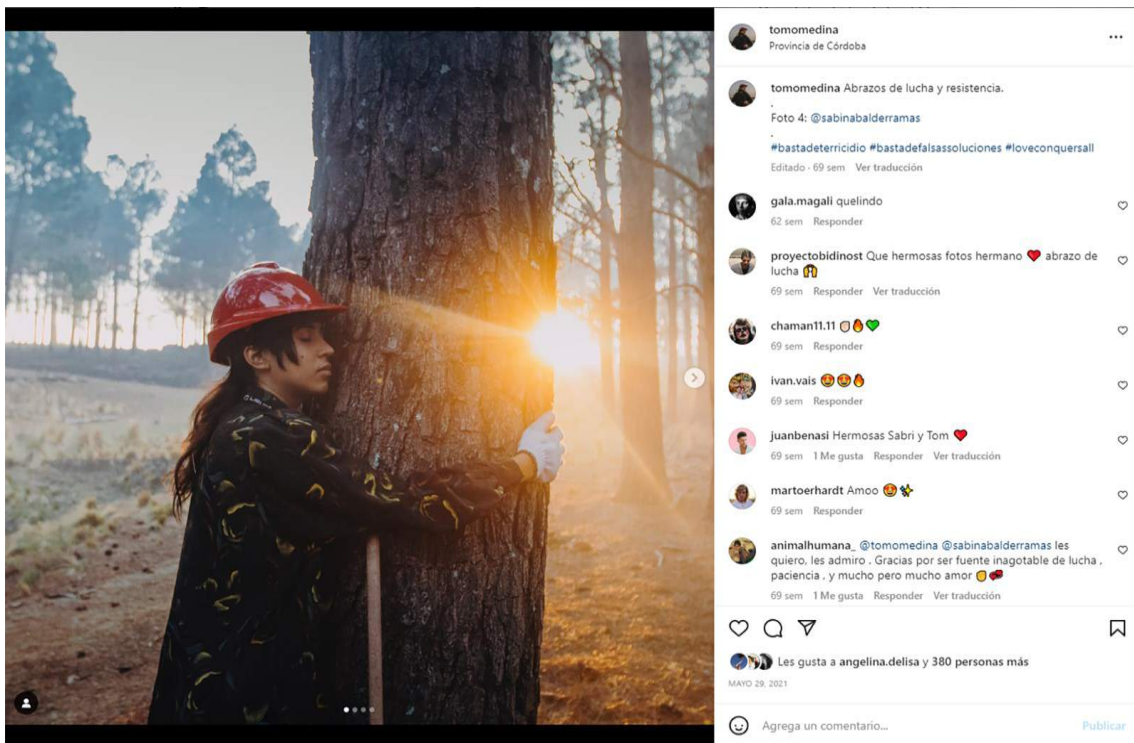 tomomedina
Provincia de Córdoba
tomomedina Abrazos de lucha y resistencia.
.
Foto 4: @sabinabalderramas
.
#bastadeterricidio #bastadefalsassoluciones #loveconquersall
Editado · 69 sem Ver traducción
gala.magali quelindo
62 sem Responder
proyectobidinost Que hermosas fotos hermano ❤️ abrazo de
lucha 🙌
69 sem Responder Ver traducción
chaman11.11 ✊🏻🔥💚
69 sem Responder
ivan.vais 😍😍🔥
69 sem Responder
juanbenasi Hermosas Sabri y Tom ❤️
69 sem 1 Me gusta Responder Ver traducción
martoerhardt Amoo 😍✨
69 sem Responder
animalhumana_ @tomomedina @sabinabalderramas les
quiero, les admiro . Gracias por ser fuente inagotable de lucha ,
paciencia , y mucho pero mucho amor
69 sem 1 Me gusta Responder Ver traducción
Les gusta a angelina.delisa y 380 personas más
MAYO 29, 2021
Agrega un comentario...
Publicar